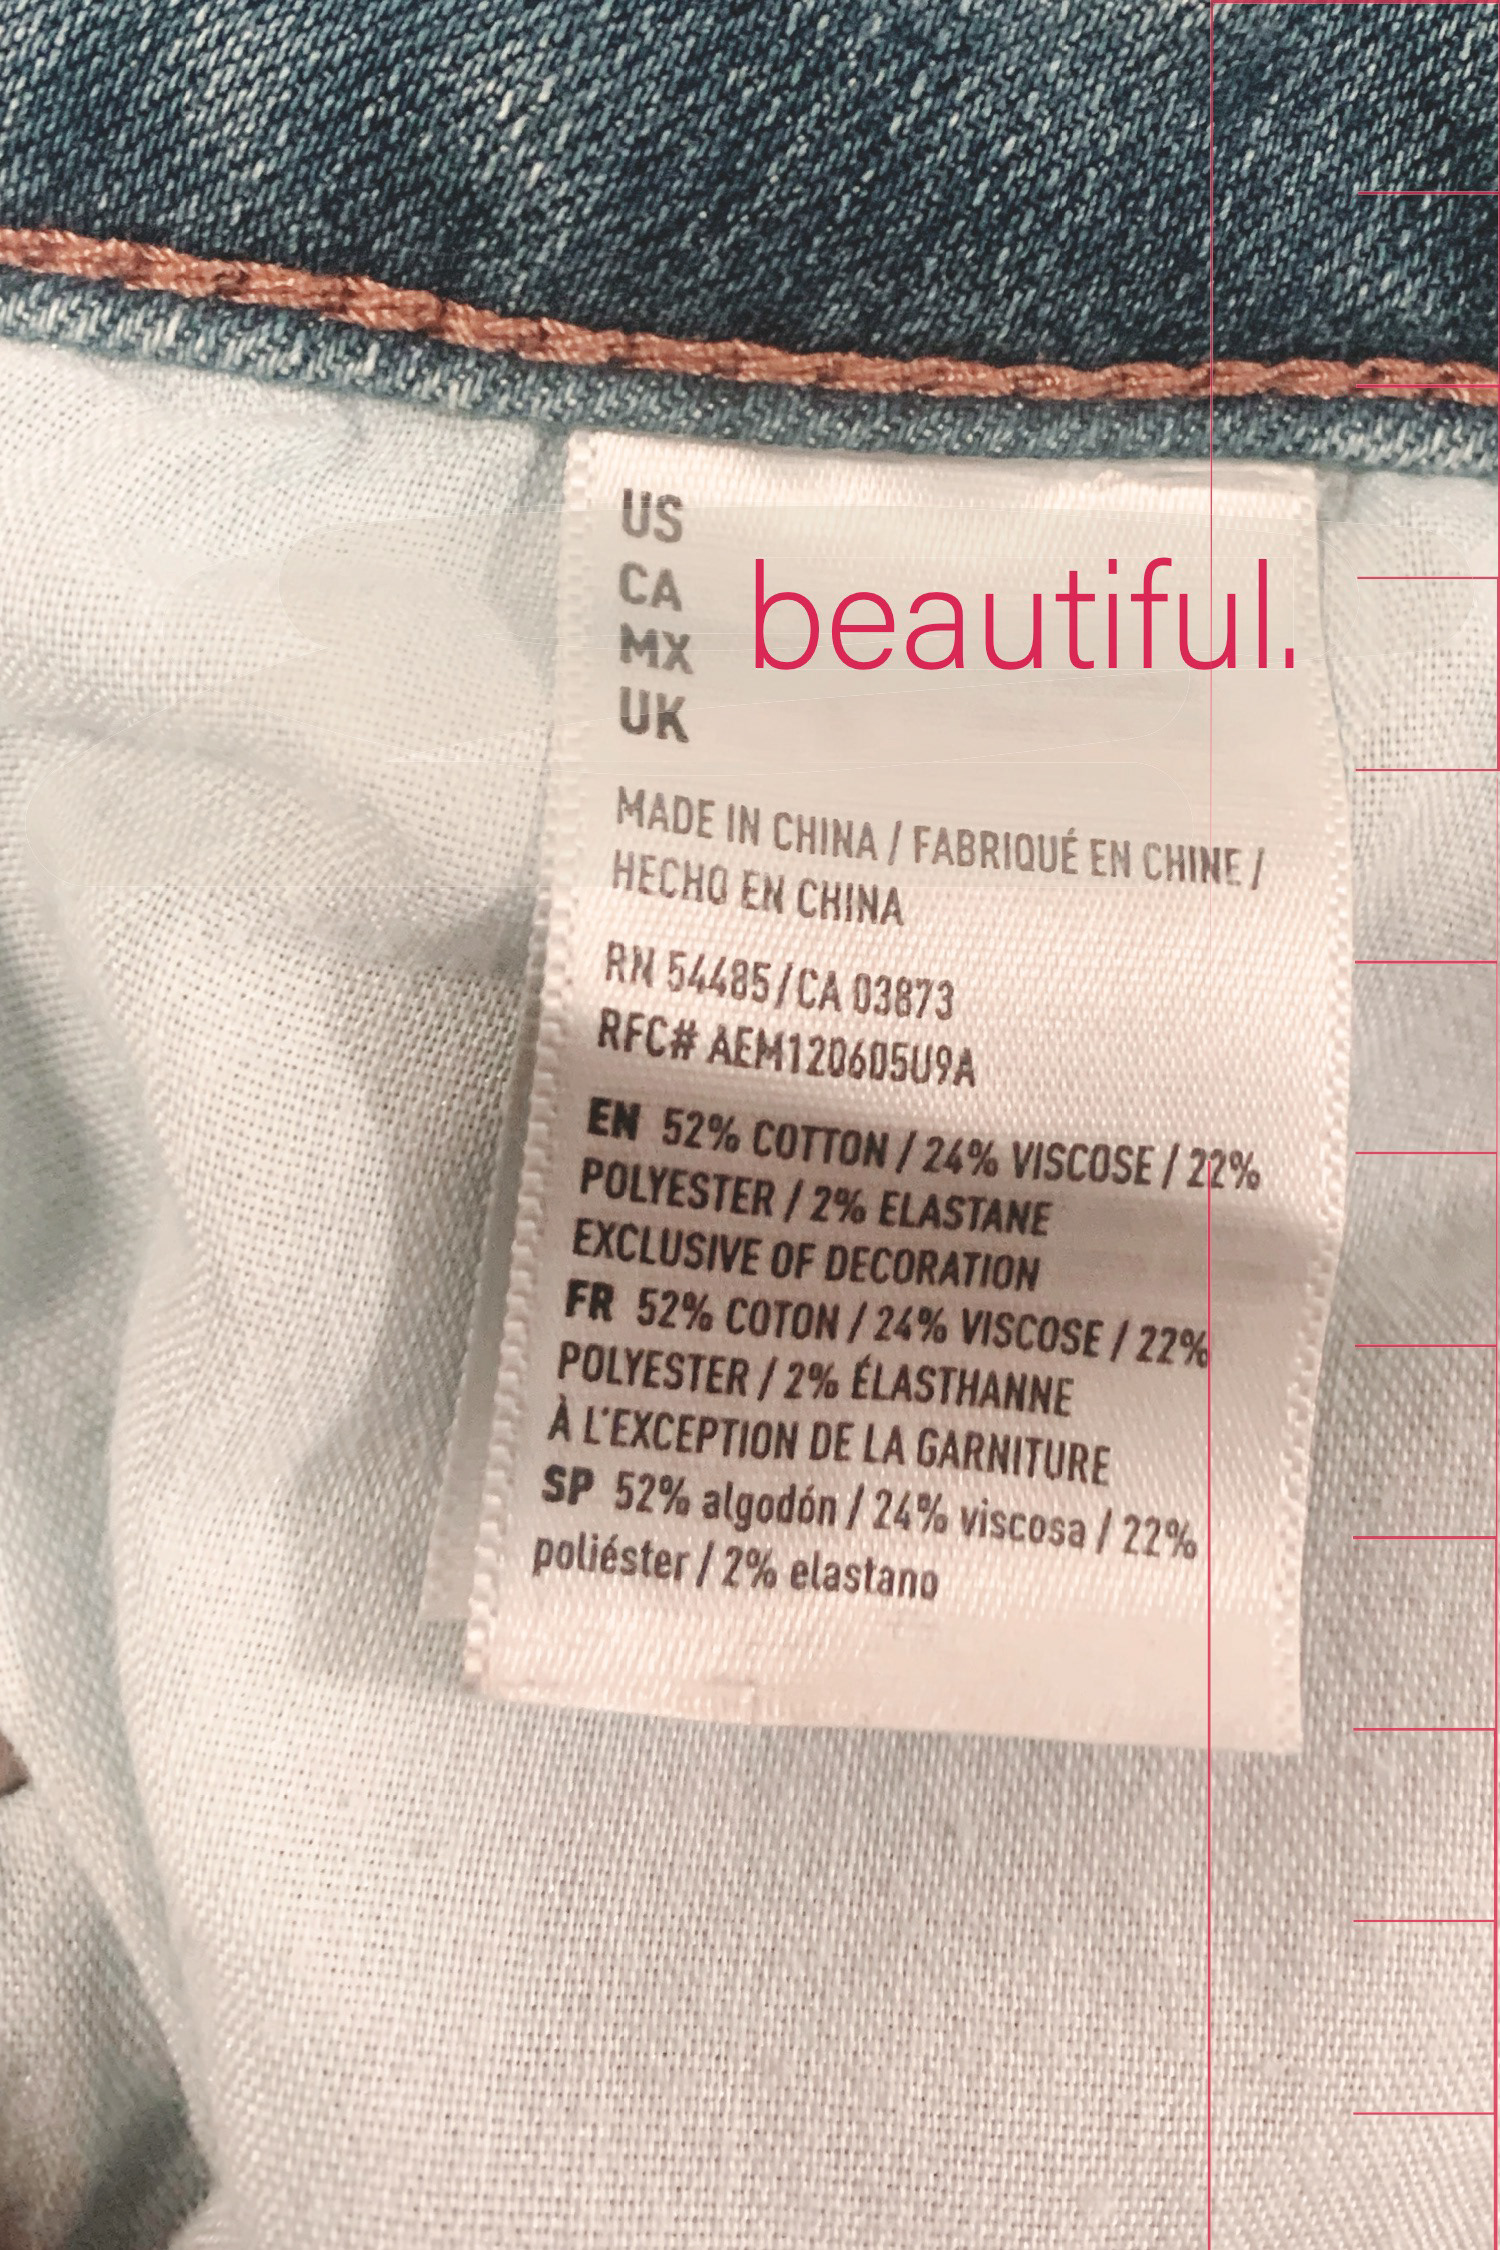 US
CA
MX
UK
beautiful.
MADE IN CHINA / FABRIQUÉ EN CHINE /
HECHO EN CHINA
RN 54485/CA 03873
RFC# AEM120605U9A
EN 52% COTTON / 24% VISCOSE / 22%
POLYESTER / 2% ELASTANE
EXCLUSIVE OF DECORATION
FR 52% COTON / 24% VISCOSE / 22%
POLYESTER / 2% ÉLASTHANNE
À L'EXCEPTION DE LA GARNITURE
SP 52% algodón / 24% viscosa / 22%
poliéster / 2% elastano